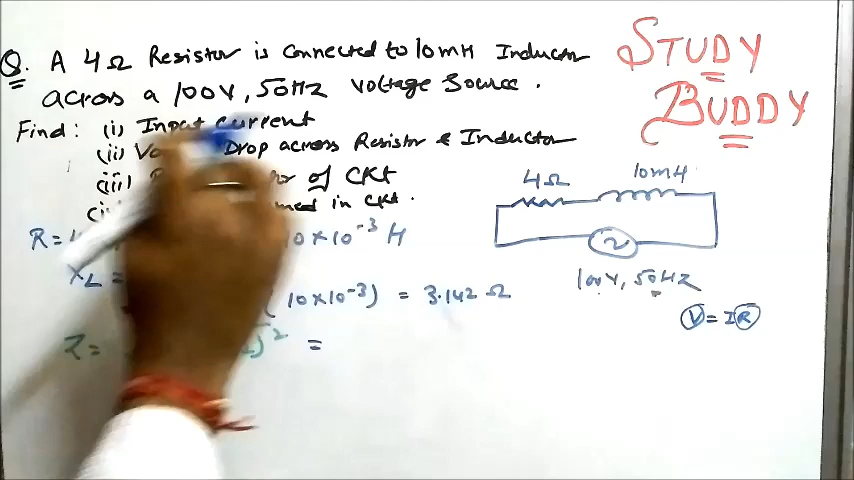 Q. A 4Ω Resistor is connected to 10mH Inductor
across a 100V, 50HZ voltage source.
Find: (i) Input current
(ii) Drop across Resistor & Inductor
(iii) of CKt
in CKt.
STUDY
BUDDY
4Ω 10mH
100V, 50HZ
V = IR
R = 10×10⁻³ H
XL = (10×10⁻³) = 3.142 Ω
Z = )² =